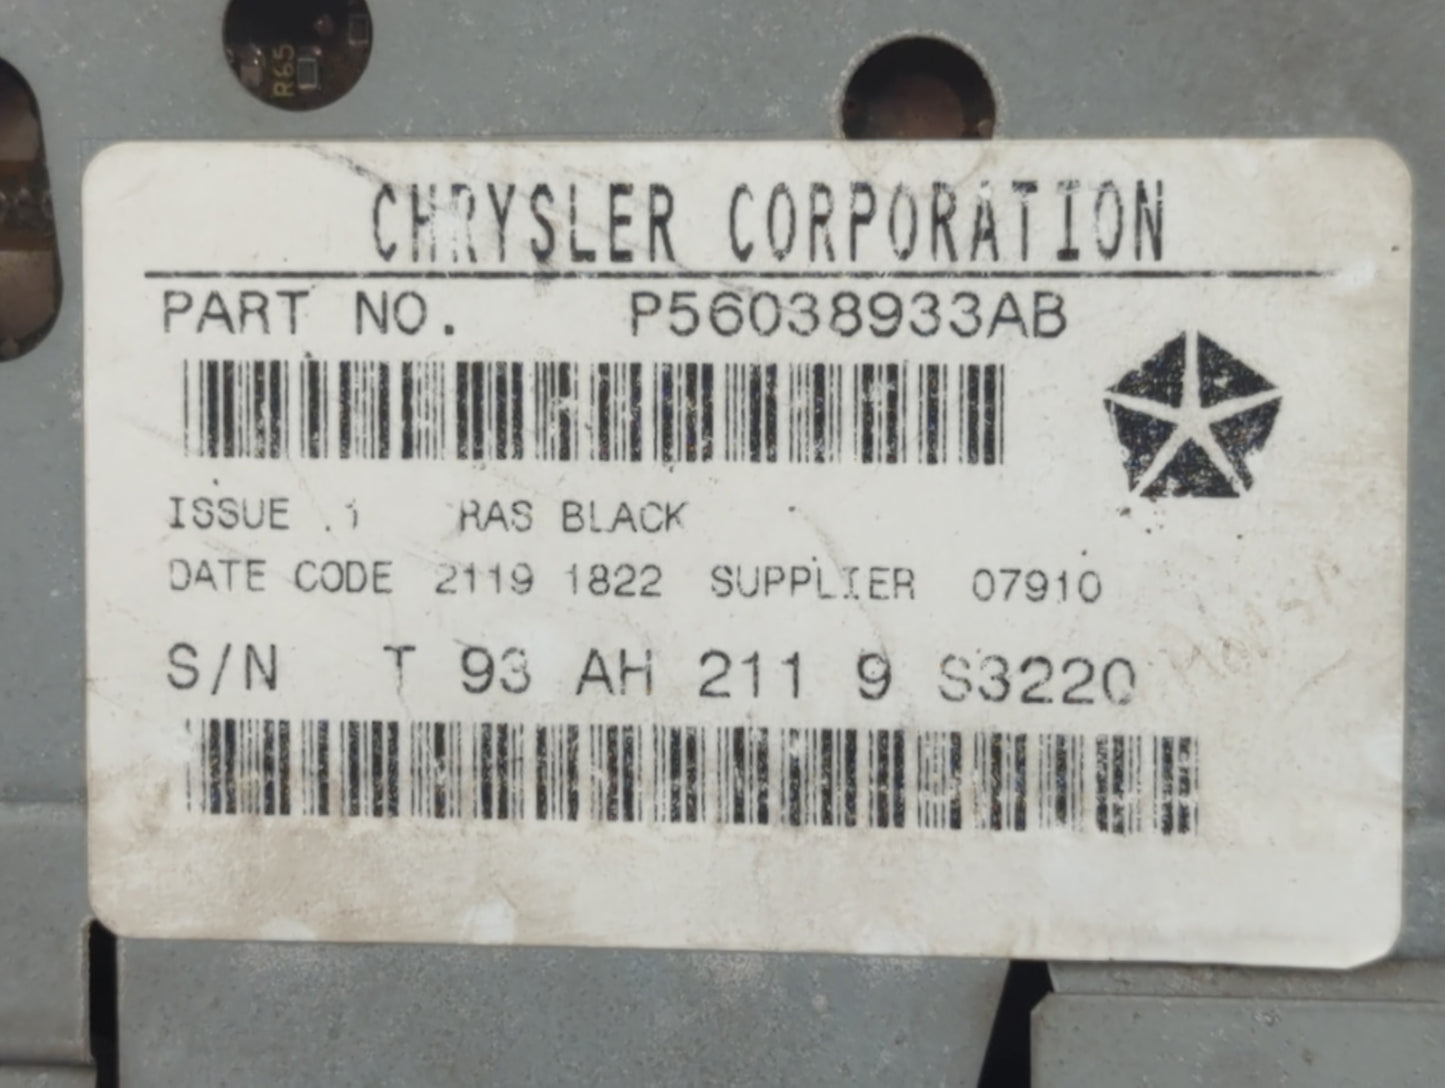 R65
CHRYSLER CORPORATION
PART NO. P56038933AB
ISSUE .1 RAS BLACK
DATE CODE 2119 1822 SUPPLIER 07910
S/N T 93 AH 211 9 S3220